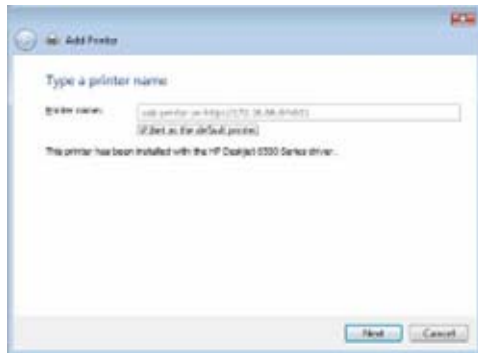 Add Printer
Type a printer name
Printer name:
Set as the default printer
This printer has been installed with the HP Deskjet Series driver.
Next
Cancel